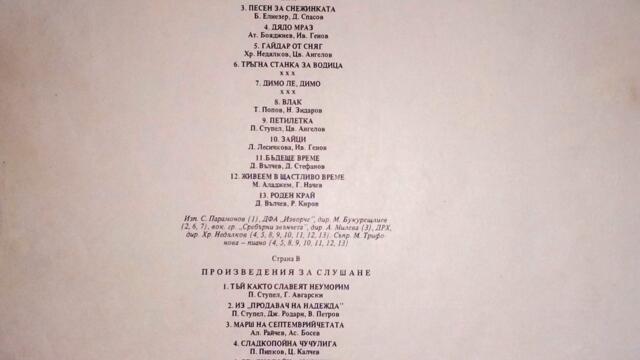 3. ПЕСЕН ЗА СНЕЖИНКАТА
Б. Елиезер, Д. Спасов
4. ДЯДО МРАЗ
Ат. Бояджиев, Ив. Генов
5. ГАЙДАР ОТ СНЯГ
Хр. Недялков, Цв. Ангелов
6. ТРЪГНА СТАНКА ЗА ВОДИЦА
х х х
7. ДИМО ЛЕ, ДИМО
х х х
8. ВЛАК
Т. Попов, Н. Зидаров
9. ПЕТИЛЕТКА
П. Ступел, Цв. Ангелов
10. ЗАЙЦИ
Л. Лесичкова, Ив. Генов
11. БЪДЕЩЕ ВРЕМЕ
Д. Вълчев, Д. Стефанов
12. ЖИВЕЕМ В ЩАСТЛИВО ВРЕМЕ
М. Аладжем, Г. Начев
13. РОДЕН КРАЙ
Д. Вълчев, Р. Киров
Изп. С. Парамонов (1), ДФА „Изворче", дир. М. Букурещлиев
(2, 6, 7), вок. гр. „Сребърни звънчета", дир. А. Милева (3), ДРХ,
дир. Хр. Недялков (4, 5, 8, 9, 10, 11, 12, 13). Съпр. М. Трифо-
нова – пиано (4, 5, 8, 9, 10, 11, 12, 13)
Страна В
ПРОИЗВЕДЕНИЯ ЗА СЛУШАНЕ
1. ТЪЙ КАКТО СЛАВЕЯТ НЕУМОРИМ
П. Ступел, Г. Авгарски
2. ИЗ „ПРОДАВАЧ НА НАДЕЖДА"
П. Ступел, Дж. Родари, В. Петров
3. МАРШ НА СЕПТЕМВРИЙЧЕТАТА
Ал. Райчев, Ас. Босев
4. СЛАДКОПОЙНА ЧУЧУЛИГА
П. Пипков, Ц. Калчев